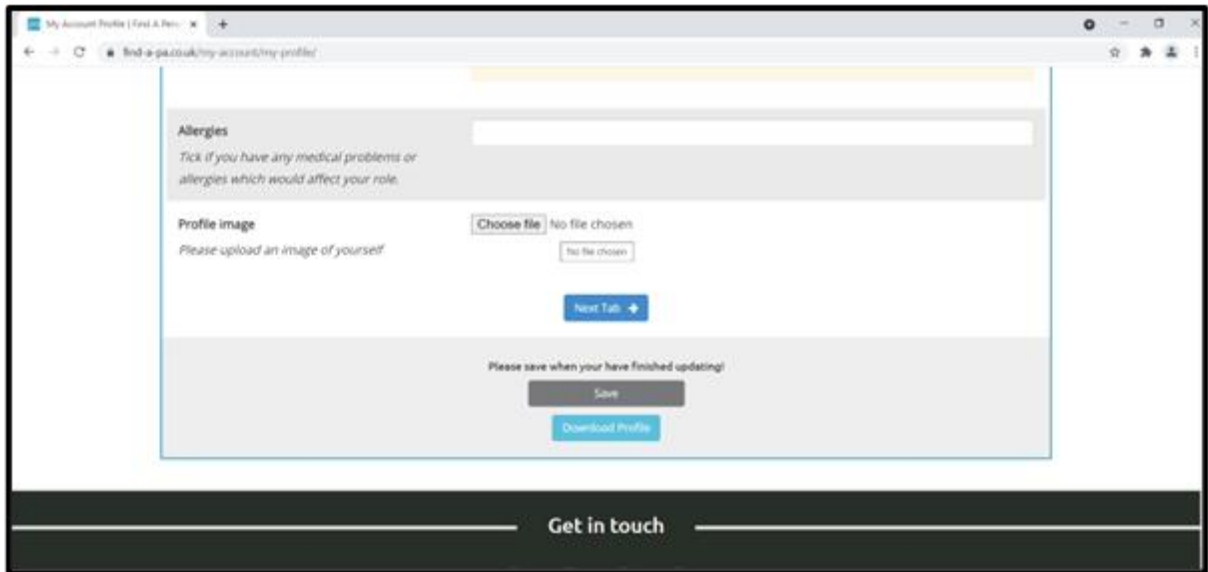 My Account Profile | Find A Pers
find-a-pa.co.uk/my-account/my-profile/
Allergies
Tick if you have any medical problems or
allergies which would affect your role.
Profile image
Choose file No file chosen
Please upload an image of yourself
No file chosen
Next Tab
Please save when your have finished updating!
Save
Download Profile
Get in touch